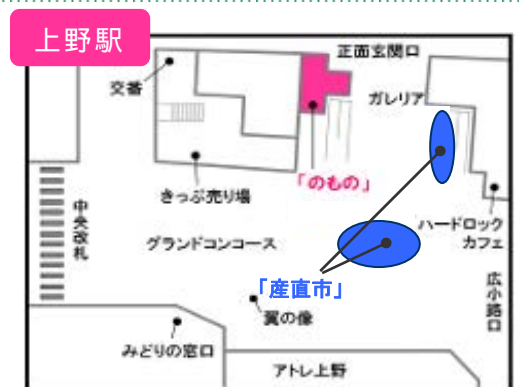 上野駅
正面玄関口
交番
ガレリア
「のもの」
きっぷ売り場
中央改札
グランドコンコース
ハードロック
カフェ
「産直市」
広小路口
翼の像
みどりの窓口
アトレ上野